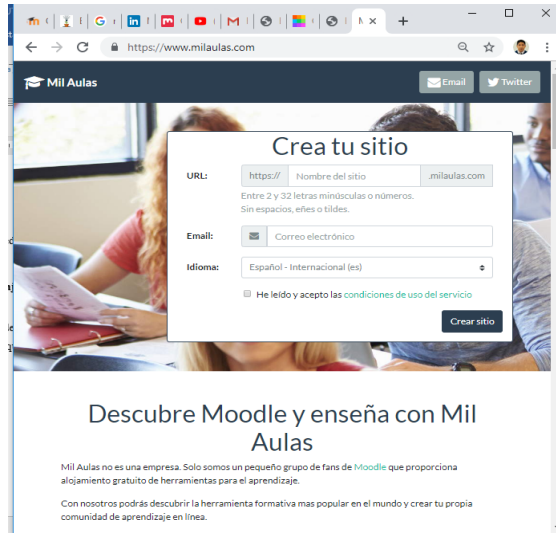 https://www.milaulas.com
Mil Aulas
Email
Twitter
Crea tu sitio
URL:
https://
Nombre del sitio
.milaulas.com
Entre 2 y 32 letras minúsculas o números.
Sin espacios, eñes o tildes.
Email:
Correo electrónico
Idioma:
Español - Internacional (es)
He leído y acepto las condiciones de uso del servicio
Crear sitio
Descubre Moodle y enseña con Mil
Aulas
Mil Aulas no es una empresa. Solo somos un pequeño grupo de fans de Moodle que proporciona
alojamiento gratuito de herramientas para el aprendizaje.
Con nosotros podrás descubrir la herramienta formativa mas popular en el mundo y crear tu propia
comunidad de aprendizaje en línea.